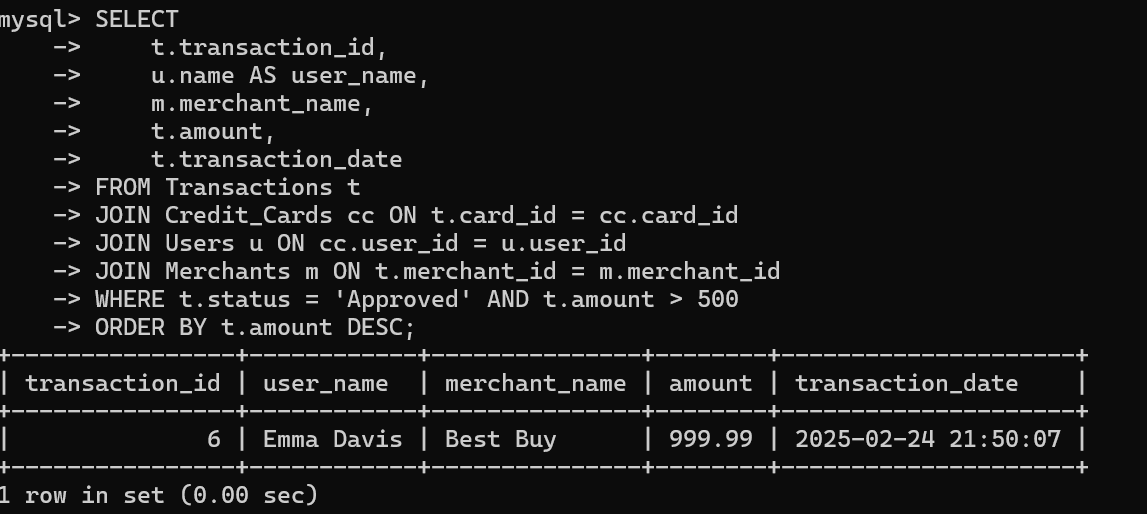 mysql> SELECT
    ->     t.transaction_id,
    ->     u.name AS user_name,
    ->     m.merchant_name,
    ->     t.amount,
    ->     t.transaction_date
    -> FROM Transactions t
    -> JOIN Credit_Cards cc ON t.card_id = cc.card_id
    -> JOIN Users u ON cc.user_id = u.user_id
    -> JOIN Merchants m ON t.merchant_id = m.merchant_id
    -> WHERE t.status = 'Approved' AND t.amount > 500
    -> ORDER BY t.amount DESC;
+----------------+------------+---------------+--------+---------------------+
| transaction_id | user_name  | merchant_name | amount | transaction_date    |
+----------------+------------+---------------+--------+---------------------+
|              6 | Emma Davis | Best Buy      | 999.99 | 2025-02-24 21:50:07 |
+----------------+------------+---------------+--------+---------------------+
1 row in set (0.00 sec)